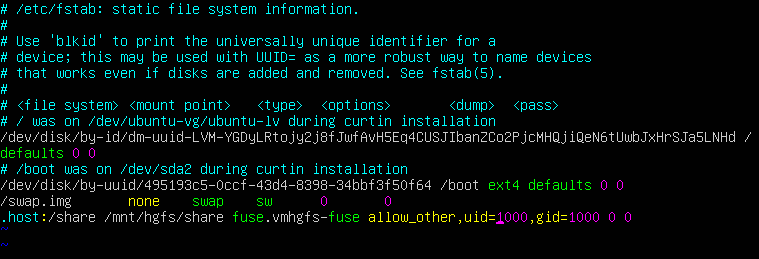 # /etc/fstab: static file system information.
#
# Use 'blkid' to print the universally unique identifier for a
# device; this may be used with UUID= as a more robust way to name devices
# that works even if disks are added and removed. See fstab(5).
#
# <file system> <mount point>   <type>  <options>       <dump>  <pass>
# / was on /dev/ubuntu-vg/ubuntu-lv during curtin installation
/dev/disk/by-id/dm-uuid-LVM-YGDyLRtojy2j8fJwfAvH5Eq4CUSJIbanZCo2PjcMHQjiQeN6tUwbJxHrSJa5LNHd /
defaults 0 0
# /boot was on /dev/sda2 during curtin installation
/dev/disk/by-uuid/495193c5-0ccf-43d4-8398-34bbf3f50f64 /boot ext4 defaults 0 0
/swap.img       none    swap    sw      0       0
.host:/share /mnt/hgfs/share fuse.vmhgfs-fuse allow_other,uid=1000,gid=1000 0 0
~
~